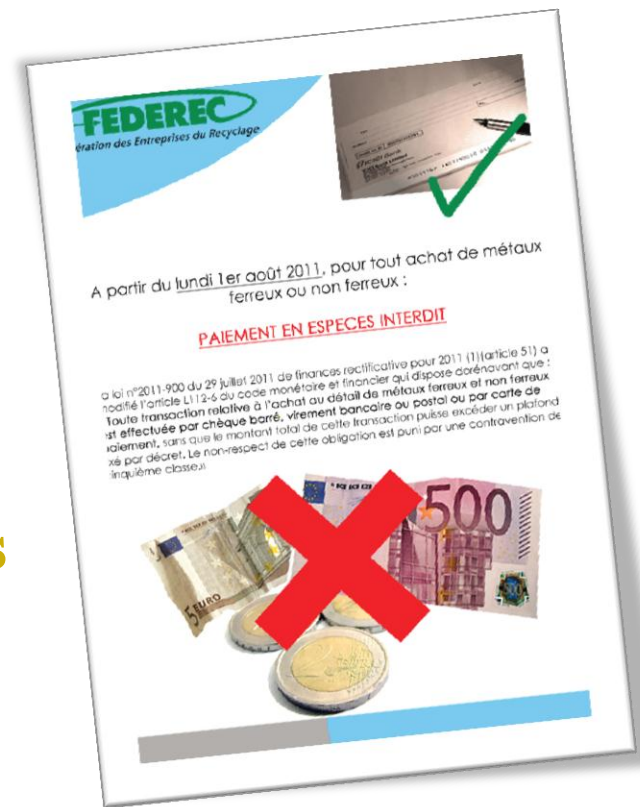 FEDEREC
ération des Entreprises du Recyclage
A partir du lundi 1er août 2011, pour tout achat de métaux
ferreux ou non ferreux :
PAIEMENT EN ESPECES INTERDIT
a loi n°2011-900 du 29 juillet 2011 de finances rectificative pour 2011 (1)(article 51) a
modifié l'article L112-6 du code monétaire et financier qui dispose dorénavant que :
Toute transaction relative à l'achat au détail de métaux ferreux et non ferreux
st effectuée par chèque barré, virement bancaire ou postal ou par carte de
paiement, sans que le montant total de cette transaction puisse excéder un plafond
xé par décret. Le non-respect de cette obligation est puni par une contravention de
inquième classe.»
500
5 EURO
2
s